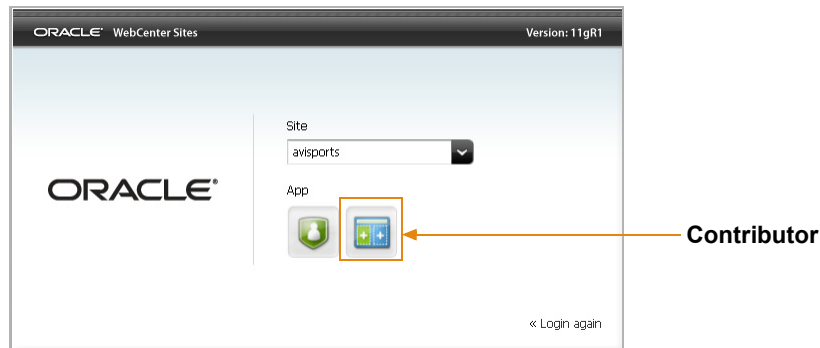 ORACLE® WebCenter Sites Version: 11gR1
Site
avisports
ORACLE®
App
Contributor
« Login again